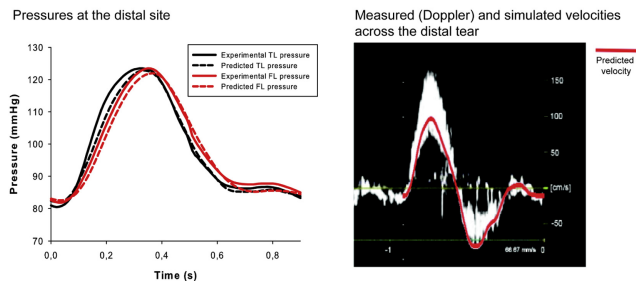 Pressures at the distal site
130
120
110
100
90
80
70
Pressure (mmHg)
Experimental TL pressure
Predicted TL pressure
Experimental FL pressure
Predicted FL pressure
0,0
0,2
0,4
0,6
0,8
Time (s)
Measured (Doppler) and simulated velocities
across the distal tear
150
100
50
[cm/s]
-50
-1
66.67 mm/s
0
Predicted
velocity